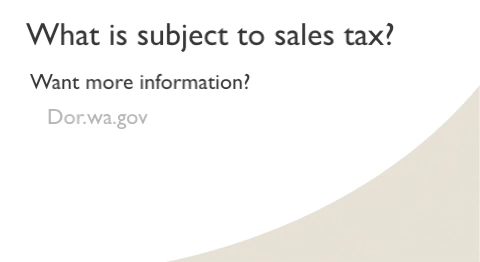 What is subject to sales tax?
Want more information?
Dor.wa.gov